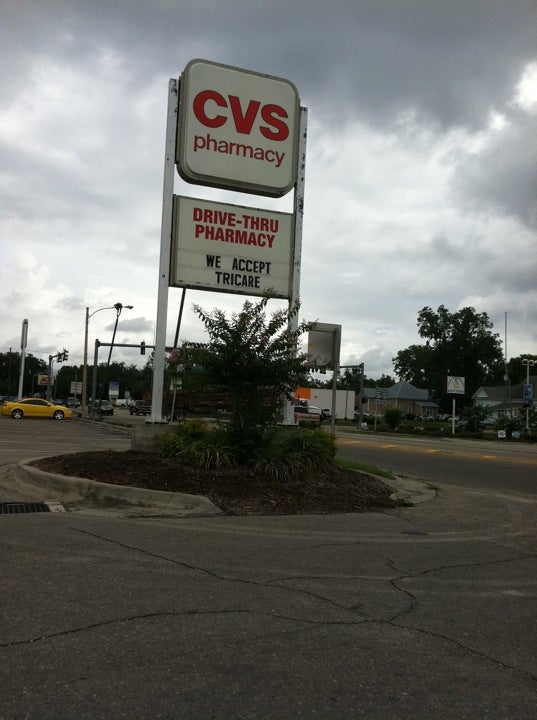 CVS
pharmacy
DRIVE-THRU
PHARMACY
WE ACCEPT
TRICARE